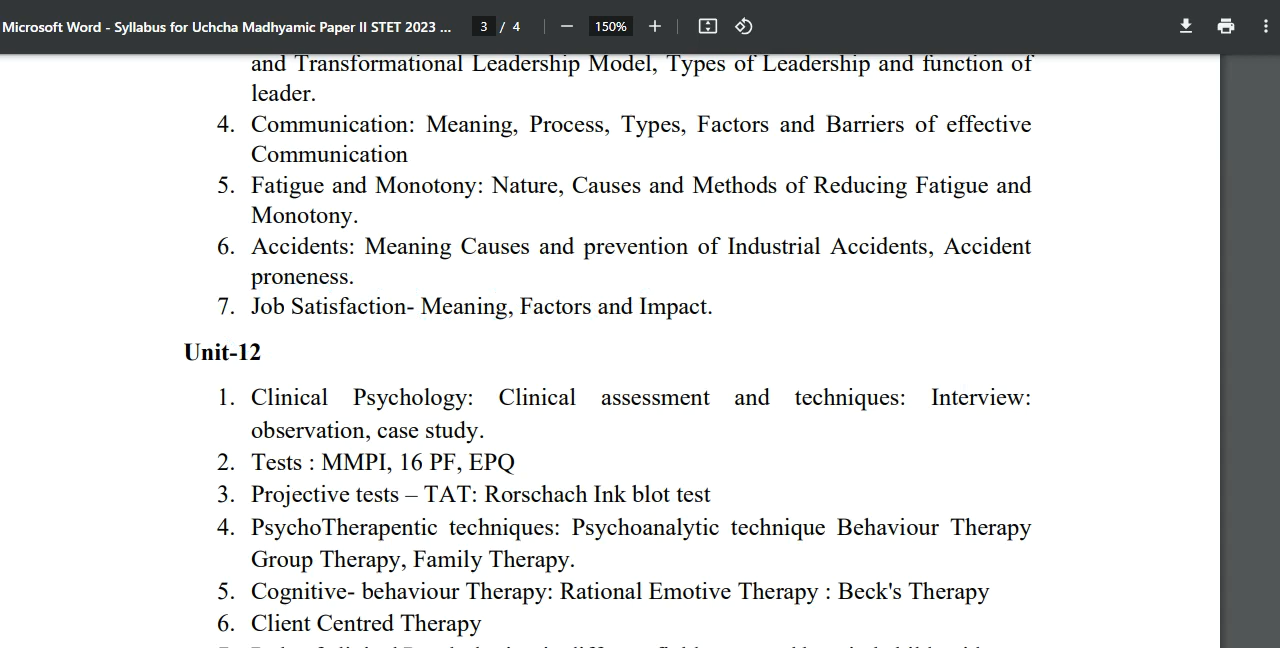 Microsoft Word - Syllabus for Uchcha Madhyamic Paper II STET 2023 ...
3 / 4
150%
and Transformational Leadership Model, Types of Leadership and function of
leader.
4. Communication: Meaning, Process, Types, Factors and Barriers of effective
Communication
5. Fatigue and Monotony: Nature, Causes and Methods of Reducing Fatigue and
Monotony.
6. Accidents: Meaning Causes and prevention of Industrial Accidents, Accident
proneness.
7. Job Satisfaction- Meaning, Factors and Impact.
Unit-12
1. Clinical Psychology: Clinical assessment and techniques: Interview:
observation, case study.
2. Tests : MMPI, 16 PF, EPQ
3. Projective tests – TAT: Rorschach Ink blot test
4. PsychoTherapentic techniques: Psychoanalytic technique Behaviour Therapy
Group Therapy, Family Therapy.
5. Cognitive- behaviour Therapy: Rational Emotive Therapy : Beck's Therapy
6. Client Centred Therapy